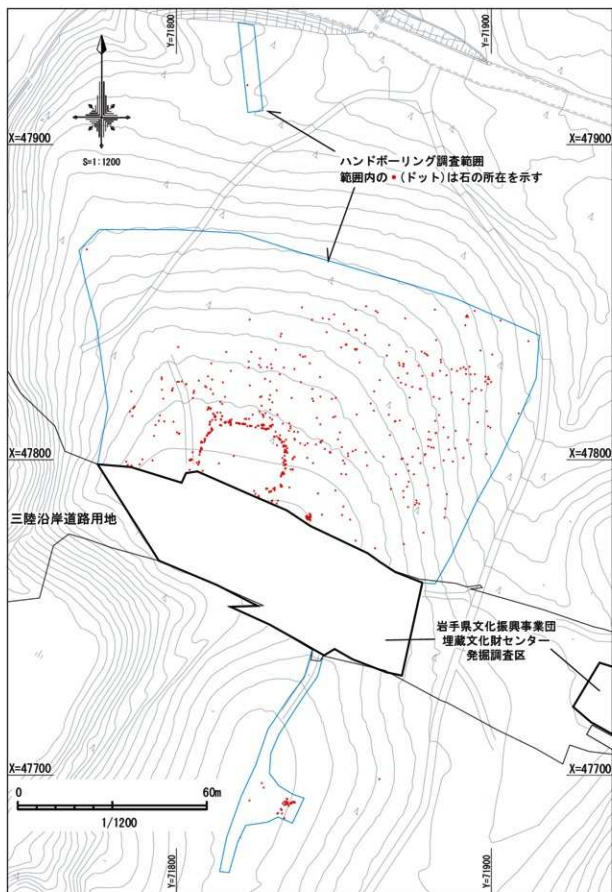 Y=71800
Y=71900
X=47900
X=47900
S=1:1200
ハンドボーリング調査範囲
範囲内の・(ドット)は石の所在を示す
X=47800
X=47800
三陸沿岸道路用地
岩手県文化振興事業団
埋蔵文化財センター
発掘調査区
X=47700
X=47700
0
60m
1/1200
Y=71800
Y=71900